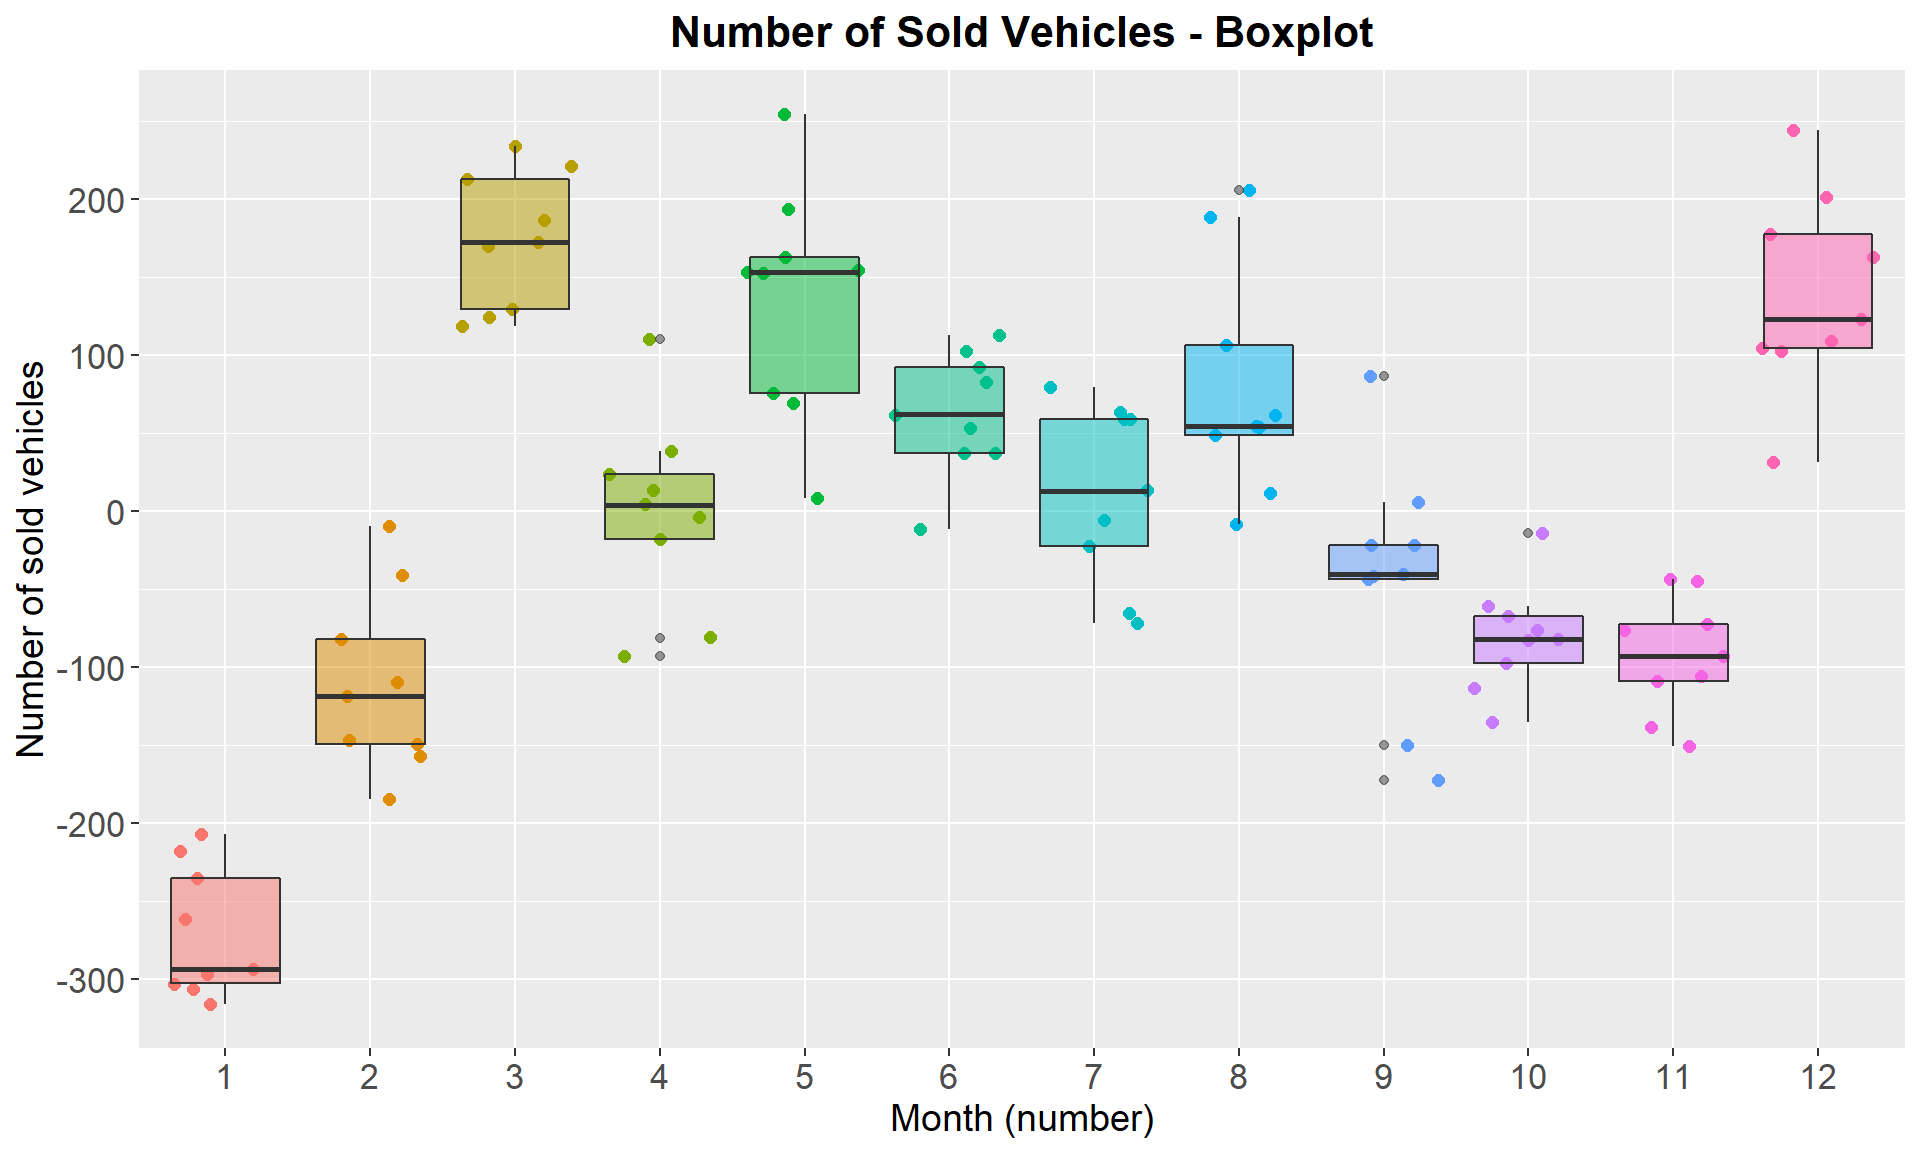 Number of Sold Vehicles - Boxplot
Number of sold vehicles
200
100
0
-100
-200
-300
1 2 3 4 5 6 7 8 9 10 11 12
Month (number)